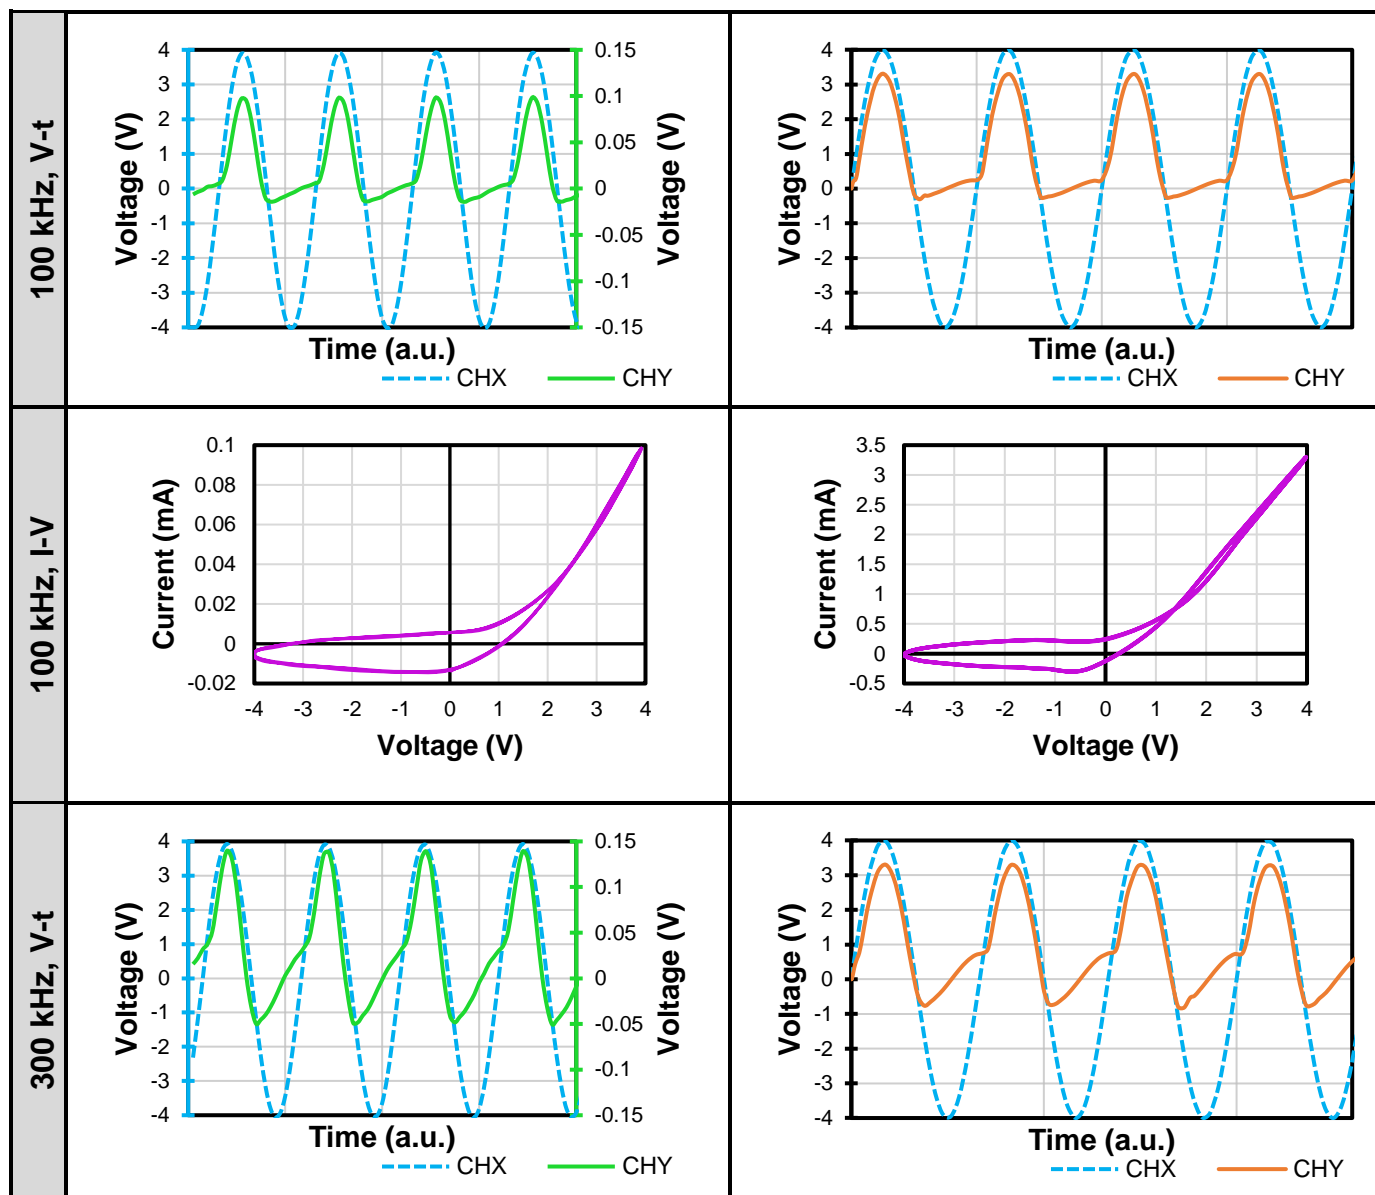 100 kHz, V-t
Voltage (V)
4
3
2
1
0
-1
-2
-3
-4
0.15
0.1
0.05
0
-0.05
-0.1
-0.15
Voltage (V)
Time (a.u.)
CHX CHY
Voltage (V)
4
3
2
1
0
-1
-2
-3
-4
Time (a.u.)
CHX CHY
100 kHz, I-V
Current (mA)
0.1
0.08
0.06
0.04
0.02
0
-0.02
-4 -3 -2 -1 0 1 2 3 4
Voltage (V)
Current (mA)
3.5
3
2.5
2
1.5
1
0.5
0
-0.5
-4 -3 -2 -1 0 1 2 3 4
Voltage (V)
300 kHz, V-t
Voltage (V)
4
3
2
1
0
-1
-2
-3
-4
0.15
0.1
0.05
0
-0.05
-0.1
-0.15
Voltage (V)
Time (a.u.)
CHX CHY
Voltage (V)
4
3
2
1
0
-1
-2
-3
-4
Time (a.u.)
CHX CHY